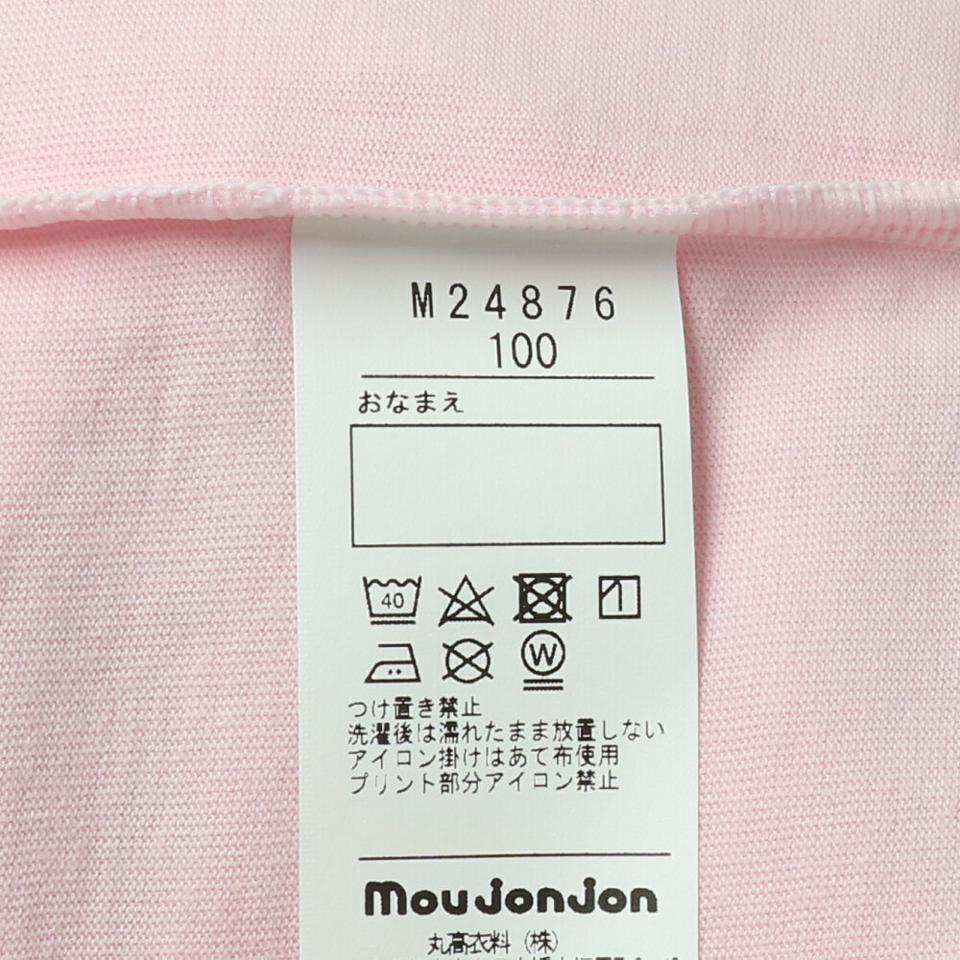 M24876
100
おなまえ
40
W
つけ置き禁止
洗濯後は濡れたまま放置しない
アイロン掛けはあて布使用
プリント部分アイロン禁止
moujonjon
丸高衣料（株）